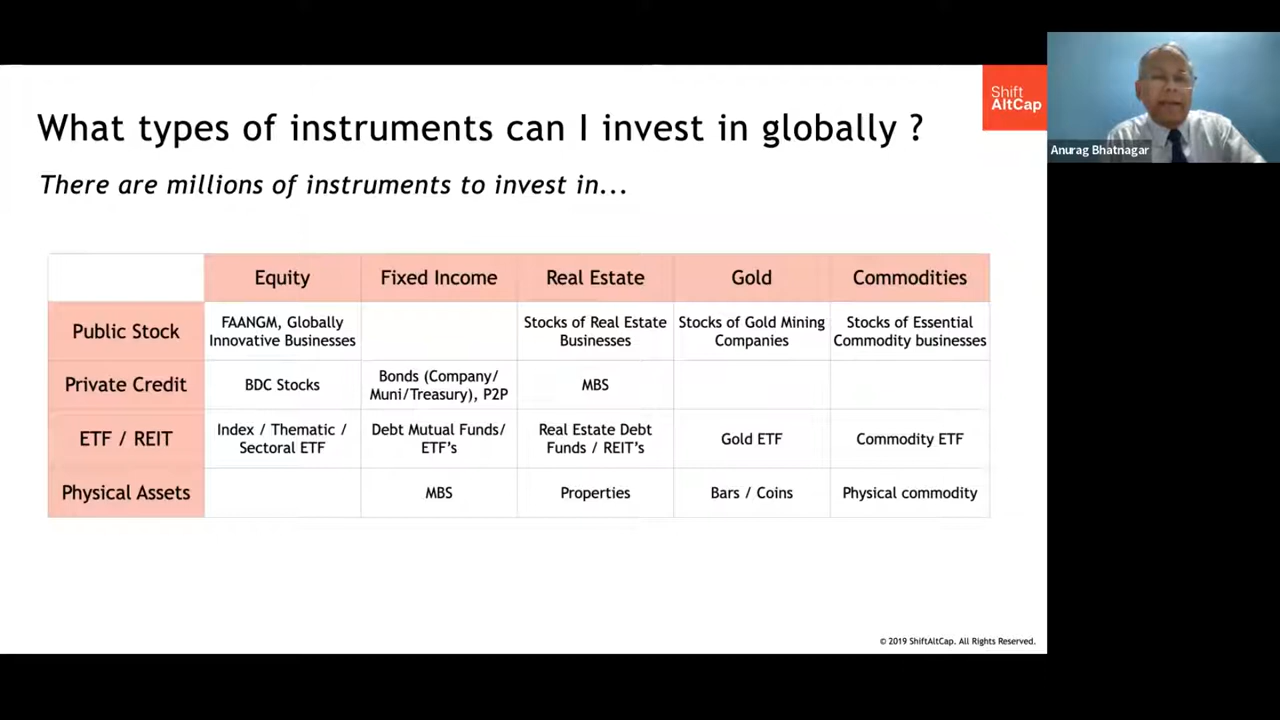 Shift
AltCap
What types of instruments can I invest in globally ?
Anurag Bhatnagar
There are millions of instruments to invest in...
Equity
Fixed Income
Real Estate
Gold
Commodities
Public Stock
FAANGM, Globally
Innovative Businesses
Stocks of Real Estate
Businesses
Stocks of Gold Mining
Companies
Stocks of Essential
Commodity businesses
Private Credit
BDC Stocks
Bonds (Company/
Muni/Treasury), P2P
MBS
ETF / REIT
Index / Thematic /
Sectoral ETF
Debt Mutual Funds/
ETF's
Real Estate Debt
Funds / REIT's
Gold ETF
Commodity ETF
Physical Assets
MBS
Properties
Bars / Coins
Physical commodity
© 2019 ShiftAltCap. All Rights Reserved.